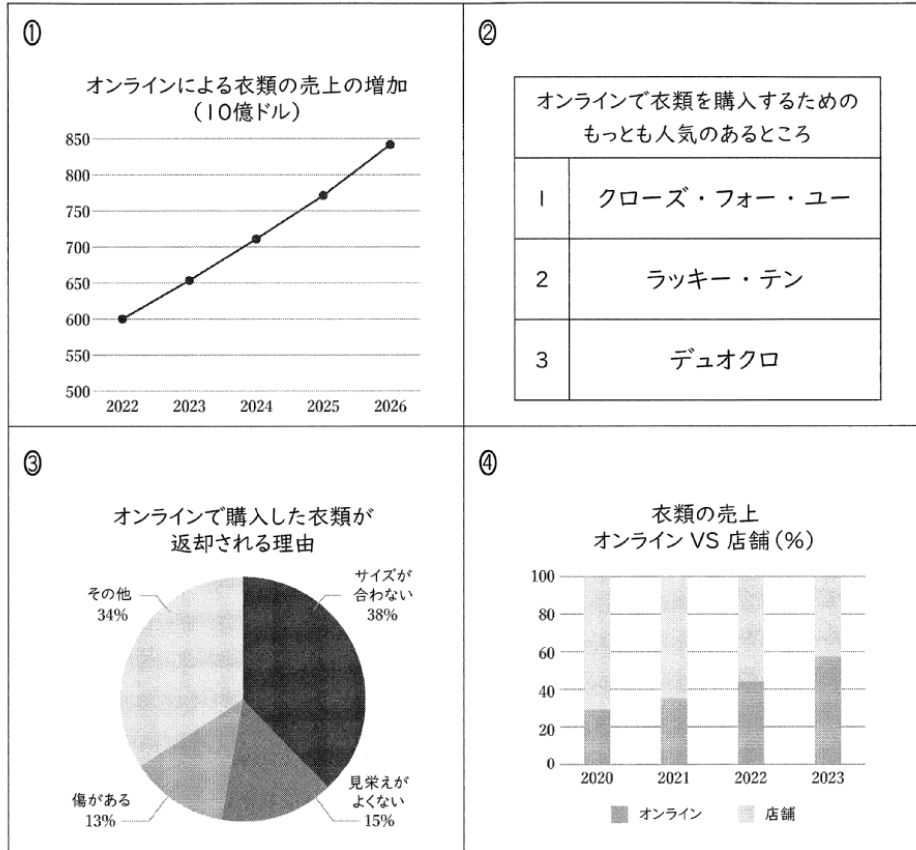 ①
オンラインによる衣類の売上の増加
(10億ドル)
850
800
750
700
650
600
550
500
2022 2023 2024 2025 2026
②
オンラインで衣類を購入するための
もっとも人気のあるところ
1 クローズ・フォー・ユー
2 ラッキー・テン
3 デュオクロ
③
オンラインで購入した衣類が
返却される理由
その他
34%
サイズが
合わない
38%
傷がある
13%
見栄えが
よくない
15%
④
衣類の売上
オンライン VS 店舗(%)
100
80
60
40
20
0
2020 2021 2022 2023
オンライン 店舗